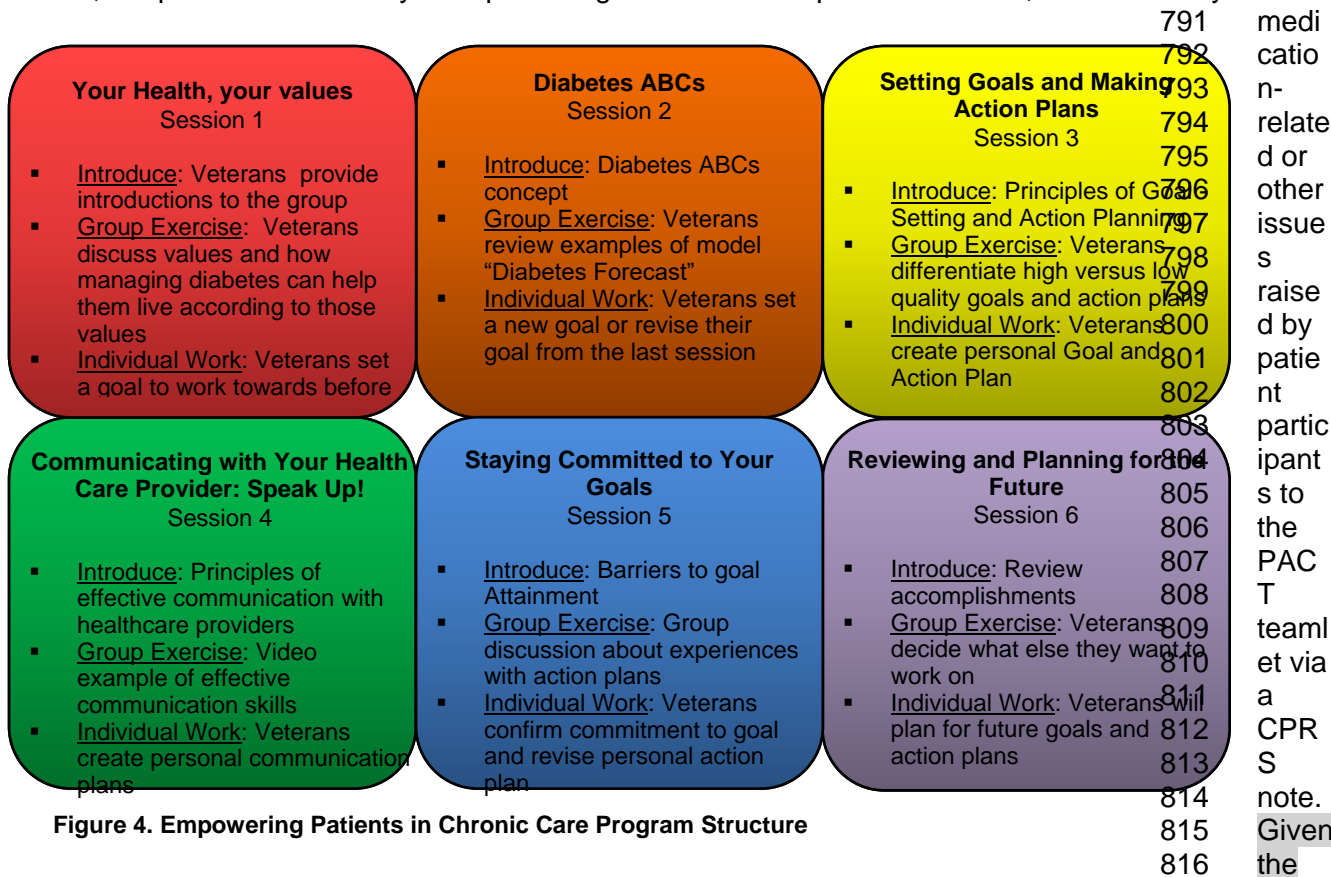 Your Health, your values
Session 1
▪ Introduce: Veterans provide
introductions to the group
▪ Group Exercise: Veterans
discuss values and how
managing diabetes can help
them live according to those
values
▪ Individual Work: Veterans set
a goal to work towards before
Diabetes ABCs
Session 2
▪ Introduce: Diabetes ABCs
concept
▪ Group Exercise: Veterans
review examples of model
“Diabetes Forecast”
▪ Individual Work: Veterans set
a new goal or revise their
goal from the last session
Setting Goals and Making
Action Plans
Session 3
▪ Introduce: Principles of Goal-
Setting and Action Planning
▪ Group Exercise: Veterans
differentiate high versus low
quality goals and action plans
▪ Individual Work: Veterans
create personal Goal and
Action Plan
Communicating with Your Health
Care Provider: Speak Up!
Session 4
▪ Introduce: Principles of
effective communication with
healthcare providers
▪ Group Exercise: Video
example of effective
communication skills
▪ Individual Work: Veterans
create personal communication
plans
Staying Committed to Your
Goals
Session 5
▪ Introduce: Barriers to goal
Attainment
▪ Group Exercise: Group
discussion about experiences
with action plans
▪ Individual Work: Veterans
confirm commitment to goal
and revise personal action
plan
Reviewing and Planning for the
Future
Session 6
▪ Introduce: Review
accomplishments
▪ Group Exercise: Veterans
decide what else they want to
work on
▪ Individual Work: Veterans will
plan for future goals and
action plans
Figure 4. Empowering Patients in Chronic Care Program Structure
791 medi
792 catio
793 n-
794 relate
795 d or
796 other
797 issue
798 s
799 raise
800 d by
801 patie
802 nt
803 partic
804 ipant
805 s to
806 the
807 PAC
808 T
809 teaml
810 et via
811 a
812 CPR
813 S
814 note.
815 Given
816 the